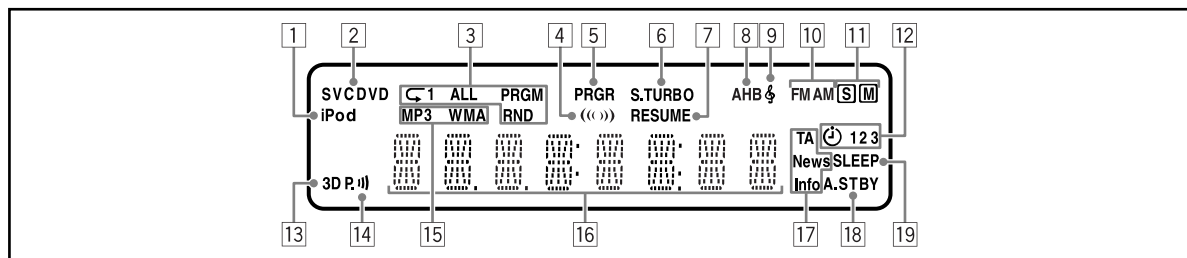 1 2 3 4 5 6 7 8 9 10 11 12
SVCDVD 1 ALL PRGM PRGR S.TURBO AHB FM AM S M
iPod MP3 WMA RND RESUME TA 1 2 3
News SLEEP
3D P. Info A.STBY
13 14 15 16 17 18 19